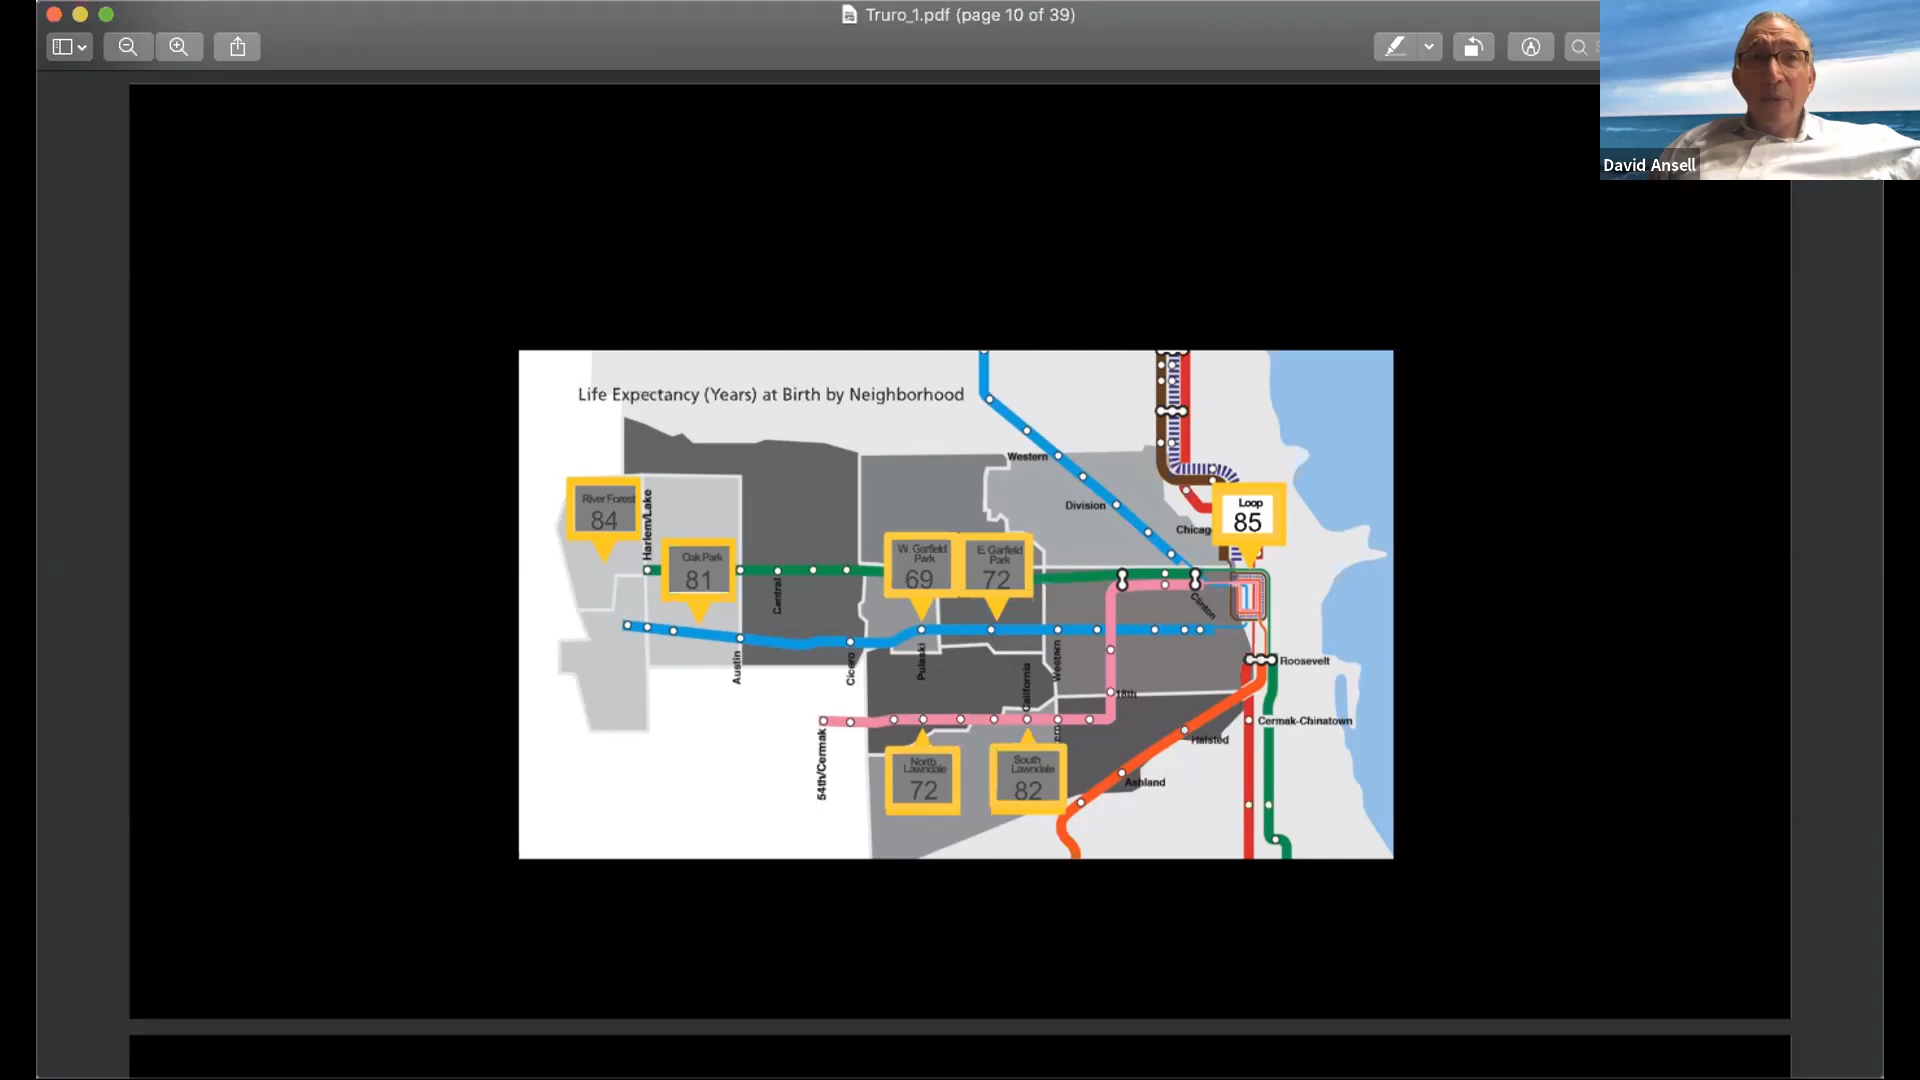 Truro_1.pdf (page 10 of 39)
David Ansell
Life Expectancy (Years) at Birth by Neighborhood
Western
River Forest
84
Harlem/Lake
Division
Loop
85
Chicag
Oak Park
81
W. Garfield
Park
69
E. Garfield
Park
72
Central
Clinton
Austin
Cicero
Pulaski
California
Western
Roosevelt
18th
54th/Cermak
Cermak-Chinatown
Halsted
North
Lawndale
72
South
Lawndale
82
Ashland